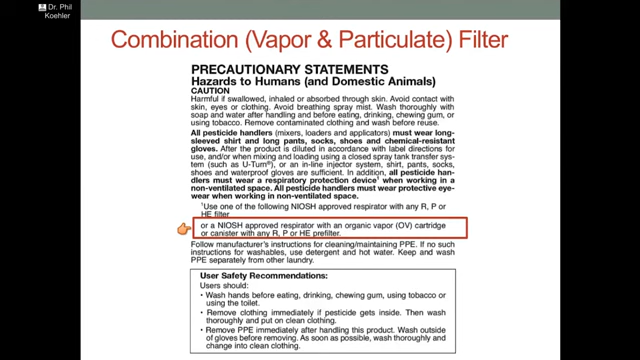 Dr. Phil
Koehler
Combination (Vapor & Particulate) Filter
PRECAUTIONARY STATEMENTS
Hazards to Humans (and Domestic Animals)
CAUTION
Harmful if swallowed, inhaled or absorbed through skin. Avoid contact with
skin, eyes or clothing. Avoid breathing spray mist. Wash thoroughly with
soap and water after handling and before eating, drinking, chewing gum, or
using tobacco. Remove contaminated clothing and wash before reuse.
All pesticide handlers (mixers, loaders and applicators) must wear long-
sleeved shirt and long pants, socks, shoes and chemical-resistant
gloves. After the product is diluted in accordance with label directions for
use, and/or when mixing and loading using a closed spray tank transfer sys-
tem (such as U-Turn®), or an in-line injector system, shirt, pants, socks,
shoes and waterproof gloves are sufficient. In addition, all pesticide han-
dlers must wear a respiratory protection device¹ when working in a
non-ventilated space. All pesticide handlers must wear protective eye-
wear when working in non-ventilated space.
¹Use one of the following NIOSH approved respirator with any R, P or
HE filter
or a NIOSH approved respirator with an organic vapor (OV) cartridge
or canister with any R, P or HE prefilter.
Follow manufacturer's instructions for cleaning/maintaining PPE. If no such
instructions for washables, use detergent and hot water. Keep and wash
PPE separately from other laundry.
User Safety Recommendations:
Users should:
• Wash hands before eating, drinking, chewing gum, using tobacco or
using the toilet.
• Remove clothing immediately if pesticide gets inside. Then wash
thoroughly and put on clean clothing.
• Remove PPE immediately after handling this product. Wash outside
of gloves before removing. As soon as possible, wash thoroughly and
change into clean clothing.